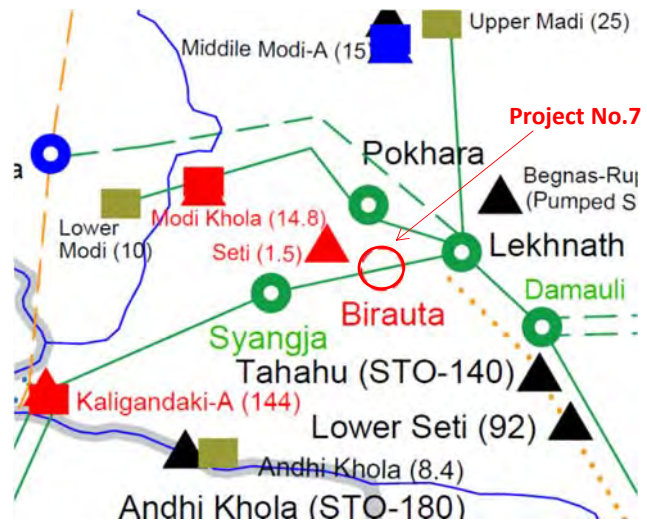 Upper Madi (25)
Middile Modi-A (15)
Project No.7
Pokhara
a
Begnas-Rup
(Pumped S
Modi Khola (14.8)
Lower
Modi (10)
Seti (1.5)
Lekhnath
Birauta
Damauli
Syangja
Tahahu (STO-140)
Kaligandaki-A (144)
Lower Seti (92)
Andhi Khola (8.4)
Andhi Khola (STO-180)